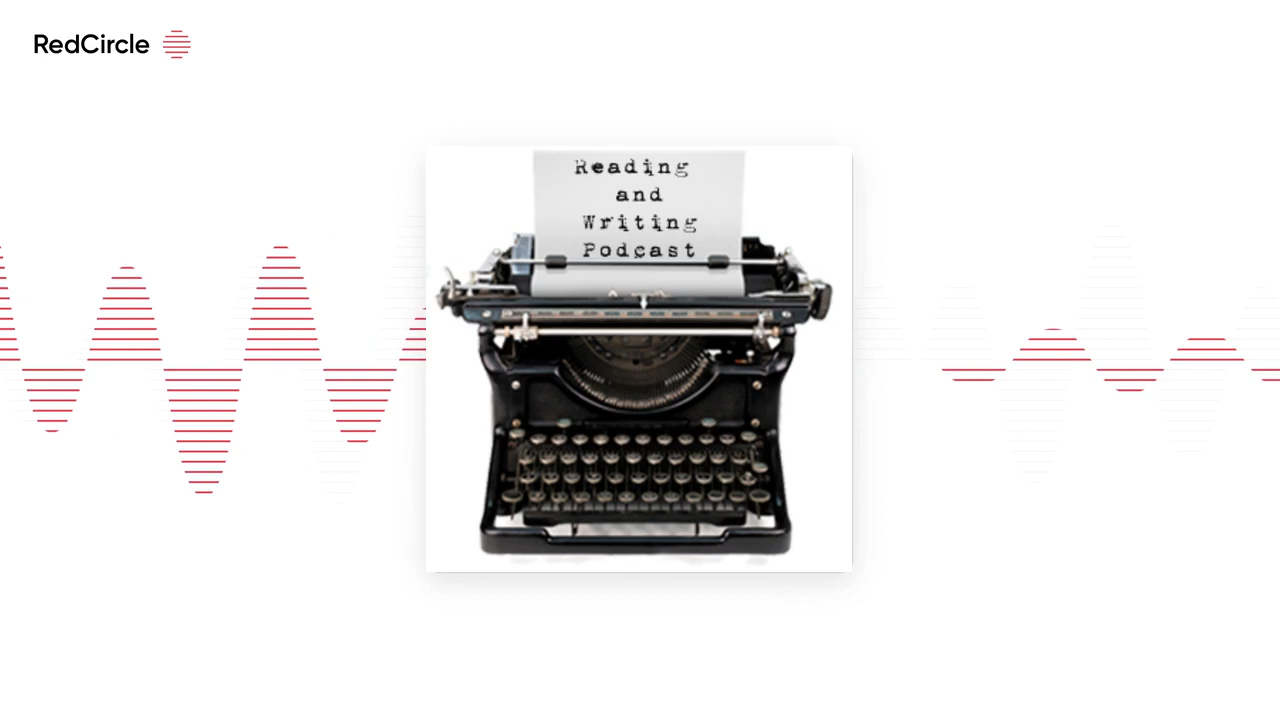 RedCircle
Reading
and
Writing
Podcast